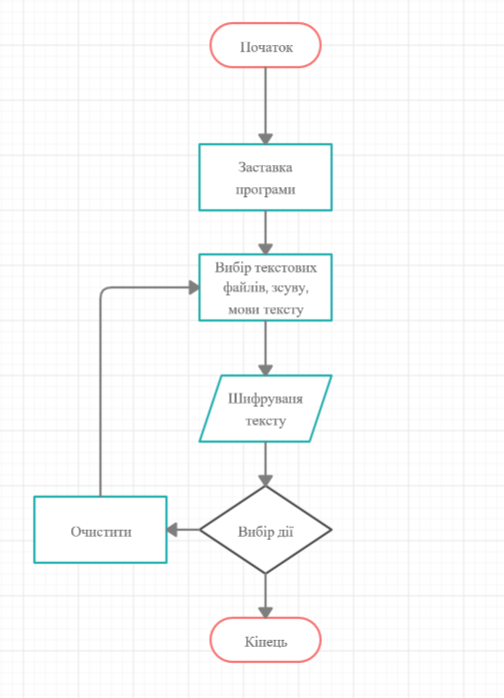 Початок
Заставка
програми
Вибір текстових
файлів, зсуву,
мови тексту
Шифруваня
тексту
Вибір дії
Очистити
Кінець